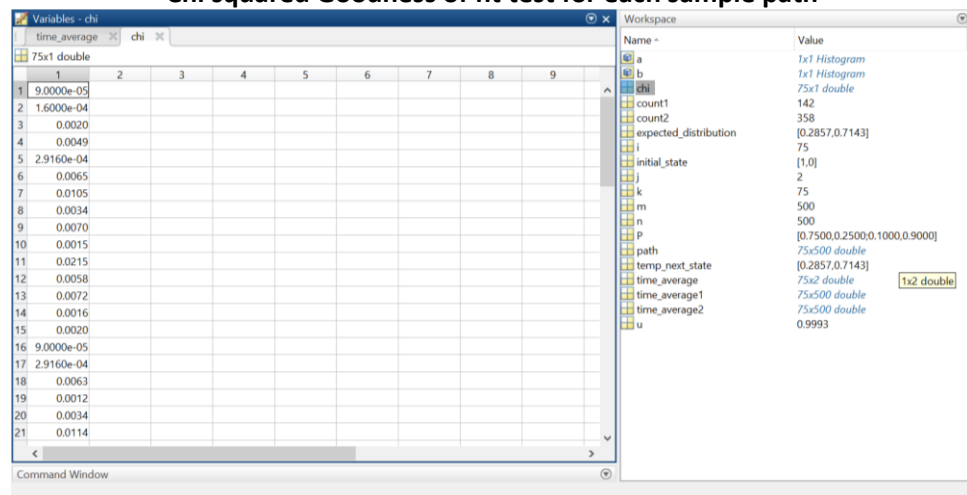 Chi squared Goodness of fit test for each sample path
Variables - chi
time_average chi
75x1 double
1 2 3 4 5 6 7 8 9
1 9.0000e-05
2 1.6000e-04
3 0.0020
4 0.0049
5 2.9160e-04
6 0.0065
7 0.0105
8 0.0034
9 0.0070
10 0.0015
11 0.0215
12 0.0058
13 0.0072
14 0.0016
15 0.0020
16 9.0000e-05
17 2.9160e-04
18 0.0063
19 0.0012
20 0.0034
21 0.0114
Command Window
Workspace
Name Value
a 1x1 Histogram
b 1x1 Histogram
chi 75x1 double
count1 142
count2 358
expected_distribution [0.2857,0.7143]
i 75
initial_state [1,0]
j 2
k 75
m 500
n 500
P [0.7500,0.2500;0.1000,0.9000]
path 75x500 double
temp_next_state [0.2857,0.7143]
time_average 75x2 double 1x2 double
time_average1 75x500 double
time_average2 75x500 double
u 0.9993